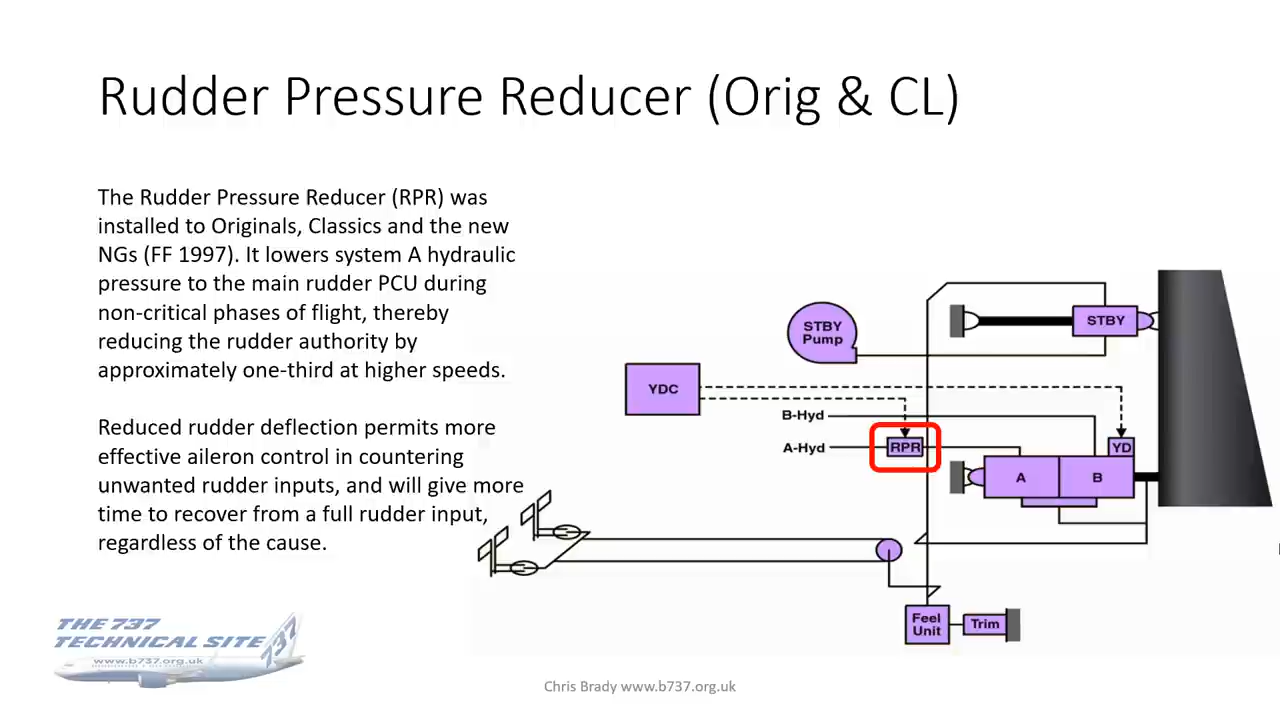 Rudder Pressure Reducer (Orig & CL)
The Rudder Pressure Reducer (RPR) was
installed to Originals, Classics and the new
NGs (FF 1997). It lowers system A hydraulic
pressure to the main rudder PCU during
non-critical phases of flight, thereby
reducing the rudder authority by
approximately one-third at higher speeds.
Reduced rudder deflection permits more
effective aileron control in countering
unwanted rudder inputs, and will give more
time to recover from a full rudder input,
regardless of the cause.
STBY
Pump
STBY
YDC
B-Hyd
A-Hyd
RPR
YD
A
B
Feel
Unit
Trim
THE 737
TECHNICAL SITE
737
www.b737.org.uk
Chris Brady www.b737.org.uk